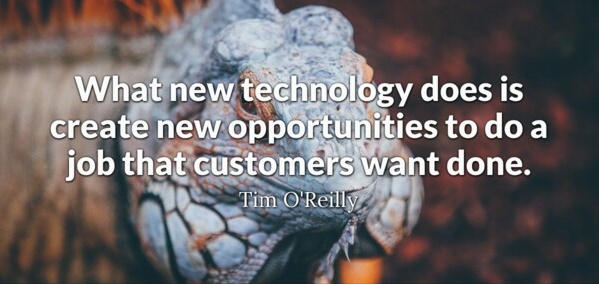 What new technology does is
create new opportunities to do a
job that customers want done.
Tim O'Reilly